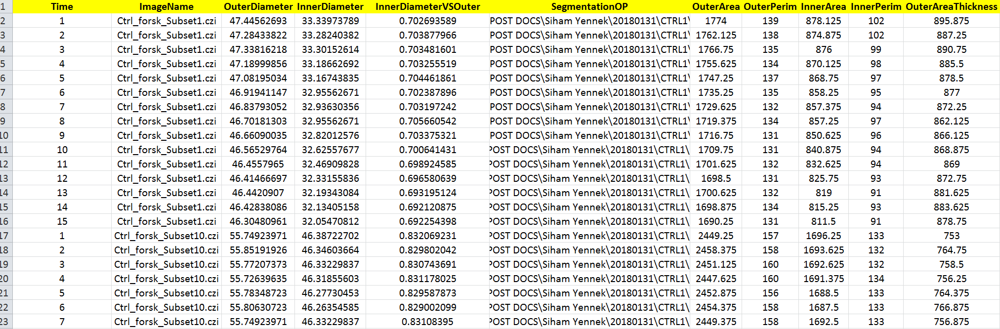 1 Time ImageName OuterDiameter InnerDiameter InnerDiameterVSOuter SegmentationOP OuterArea OuterPerim InnerArea InnerPerim OuterAreaThickness
2 1 Ctrl_forsk_Subset1.czi 47.44562693 33.33973789 0.702693589 POST DOCS\Siham Yennek\20180131\CTRL1\ 1774 139 878.125 102 895.875
3 2 Ctrl_forsk_Subset1.czi 47.28433822 33.28240382 0.703877966 POST DOCS\Siham Yennek\20180131\CTRL1\ 1762.125 138 874.875 102 887.25
4 3 Ctrl_forsk_Subset1.czi 47.33816218 33.30152614 0.703481601 POST DOCS\Siham Yennek\20180131\CTRL1\ 1766.75 135 876 99 890.75
5 4 Ctrl_forsk_Subset1.czi 47.18999856 33.18662692 0.703255519 POST DOCS\Siham Yennek\20180131\CTRL1\ 1755.625 134 870.125 98 885.5
6 5 Ctrl_forsk_Subset1.czi 47.08195034 33.16743835 0.704461861 POST DOCS\Siham Yennek\20180131\CTRL1\ 1747.25 137 868.75 97 878.5
7 6 Ctrl_forsk_Subset1.czi 46.91941147 32.95562671 0.702387896 POST DOCS\Siham Yennek\20180131\CTRL1\ 1735.25 135 858.25 95 877
8 7 Ctrl_forsk_Subset1.czi 46.83793052 32.93630356 0.703197242 POST DOCS\Siham Yennek\20180131\CTRL1\ 1729.625 132 857.375 94 872.25
9 8 Ctrl_forsk_Subset1.czi 46.70181303 32.95562671 0.705660542 POST DOCS\Siham Yennek\20180131\CTRL1\ 1719.375 134 857.25 97 862.125
10 9 Ctrl_forsk_Subset1.czi 46.66090035 32.82012576 0.703375321 POST DOCS\Siham Yennek\20180131\CTRL1\ 1716.75 131 850.625 96 866.125
11 10 Ctrl_forsk_Subset1.czi 46.56529764 32.62557677 0.700641431 POST DOCS\Siham Yennek\20180131\CTRL1\ 1709.75 131 840.875 94 868.875
12 11 Ctrl_forsk_Subset1.czi 46.4557965 32.46909828 0.698924585 POST DOCS\Siham Yennek\20180131\CTRL1\ 1701.625 132 832.625 94 869
13 12 Ctrl_forsk_Subset1.czi 46.41466697 32.33155836 0.696580639 POST DOCS\Siham Yennek\20180131\CTRL1\ 1698.5 131 825.75 93 872.75
14 13 Ctrl_forsk_Subset1.czi 46.4420907 32.19343084 0.693195124 POST DOCS\Siham Yennek\20180131\CTRL1\ 1700.625 132 819 91 881.625
15 14 Ctrl_forsk_Subset1.czi 46.42838086 32.13405158 0.692120875 POST DOCS\Siham Yennek\20180131\CTRL1\ 1698.875 134 815.25 93 883.625
16 15 Ctrl_forsk_Subset1.czi 46.30480961 32.05470812 0.692254398 POST DOCS\Siham Yennek\20180131\CTRL1\ 1690.25 131 811.5 91 878.75
17 1 Ctrl_forsk_Subset10.czi 55.74923971 46.38722702 0.832069231 POST DOCS\Siham Yennek\20180131\CTRL1\ 2449.25 157 1696.25 133 753
18 2 Ctrl_forsk_Subset10.czi 55.85191926 46.34603664 0.829802042 POST DOCS\Siham Yennek\20180131\CTRL1\ 2458.375 158 1693.625 132 764.75
19 3 Ctrl_forsk_Subset10.czi 55.77207373 46.33229837 0.830743691 POST DOCS\Siham Yennek\20180131\CTRL1\ 2451.125 160 1692.625 132 758.5
20 4 Ctrl_forsk_Subset10.czi 55.72639635 46.31855603 0.831178025 POST DOCS\Siham Yennek\20180131\CTRL1\ 2447.625 160 1691.375 134 756.25
21 5 Ctrl_forsk_Subset10.czi 55.78348723 46.27730453 0.829587873 POST DOCS\Siham Yennek\20180131\CTRL1\ 2452.875 156 1688.5 133 764.375
22 6 Ctrl_forsk_Subset10.czi 55.80630723 46.26354585 0.829002099 POST DOCS\Siham Yennek\20180131\CTRL1\ 2454.375 158 1687.5 133 766.875
23 7 Ctrl_forsk_Subset10.czi 55.74923971 46.33229837 0.83108395 POST DOCS\Siham Yennek\20180131\CTRL1\ 2449.375 158 1692.5 133 756.875